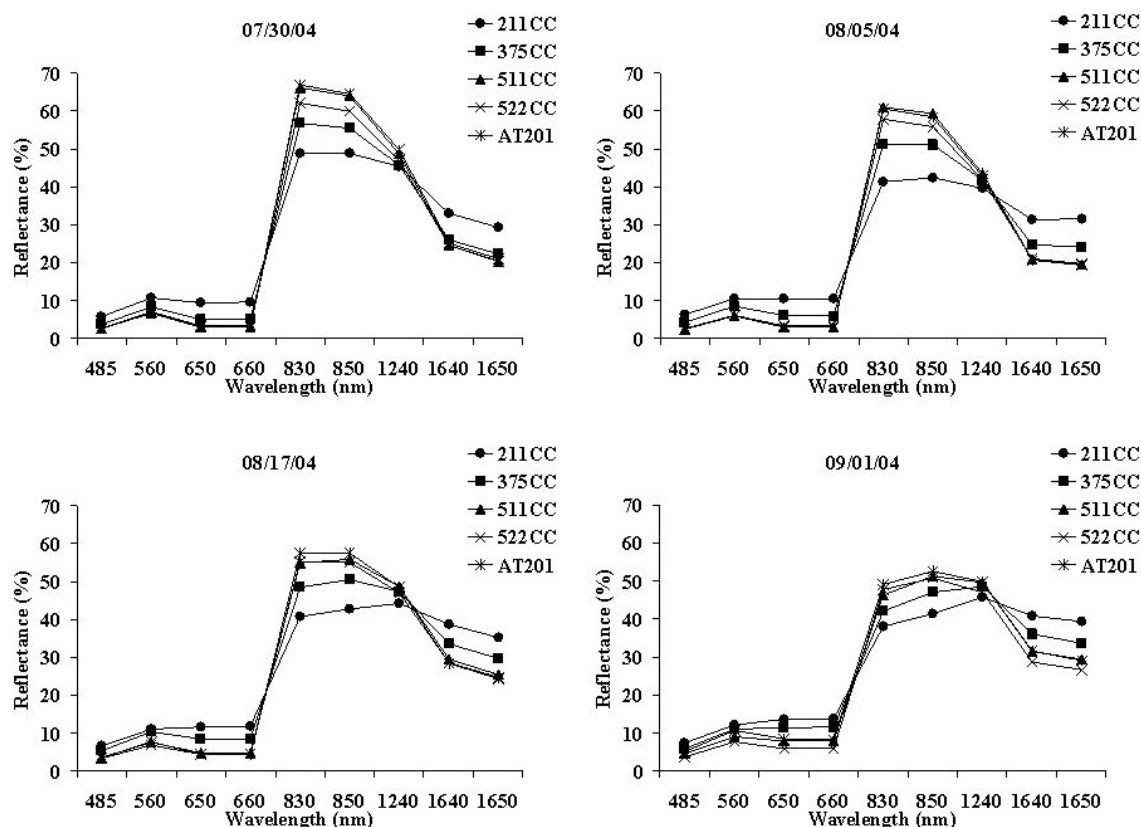 07/30/04
211CC
375CC
511CC
522CC
AT201
Reflectance (%)
70
60
50
40
30
20
10
0
485 560 650 660 830 850 1240 1640 1650
Wavelength (nm)
08/05/04
211CC
375CC
511CC
522CC
AT201
Reflectance (%)
70
60
50
40
30
20
10
0
485 560 650 660 830 850 1240 1640 1650
Wavelength (nm)
08/17/04
211CC
375CC
511CC
522CC
AT201
Reflectance (%)
70
60
50
40
30
20
10
0
485 560 650 660 830 850 1240 1640 1650
Wavelength (nm)
09/01/04
211CC
375CC
511CC
522CC
AT201
Reflectance (%)
70
60
50
40
30
20
10
0
485 560 650 660 830 850 1240 1640 1650
Wavelength (nm)